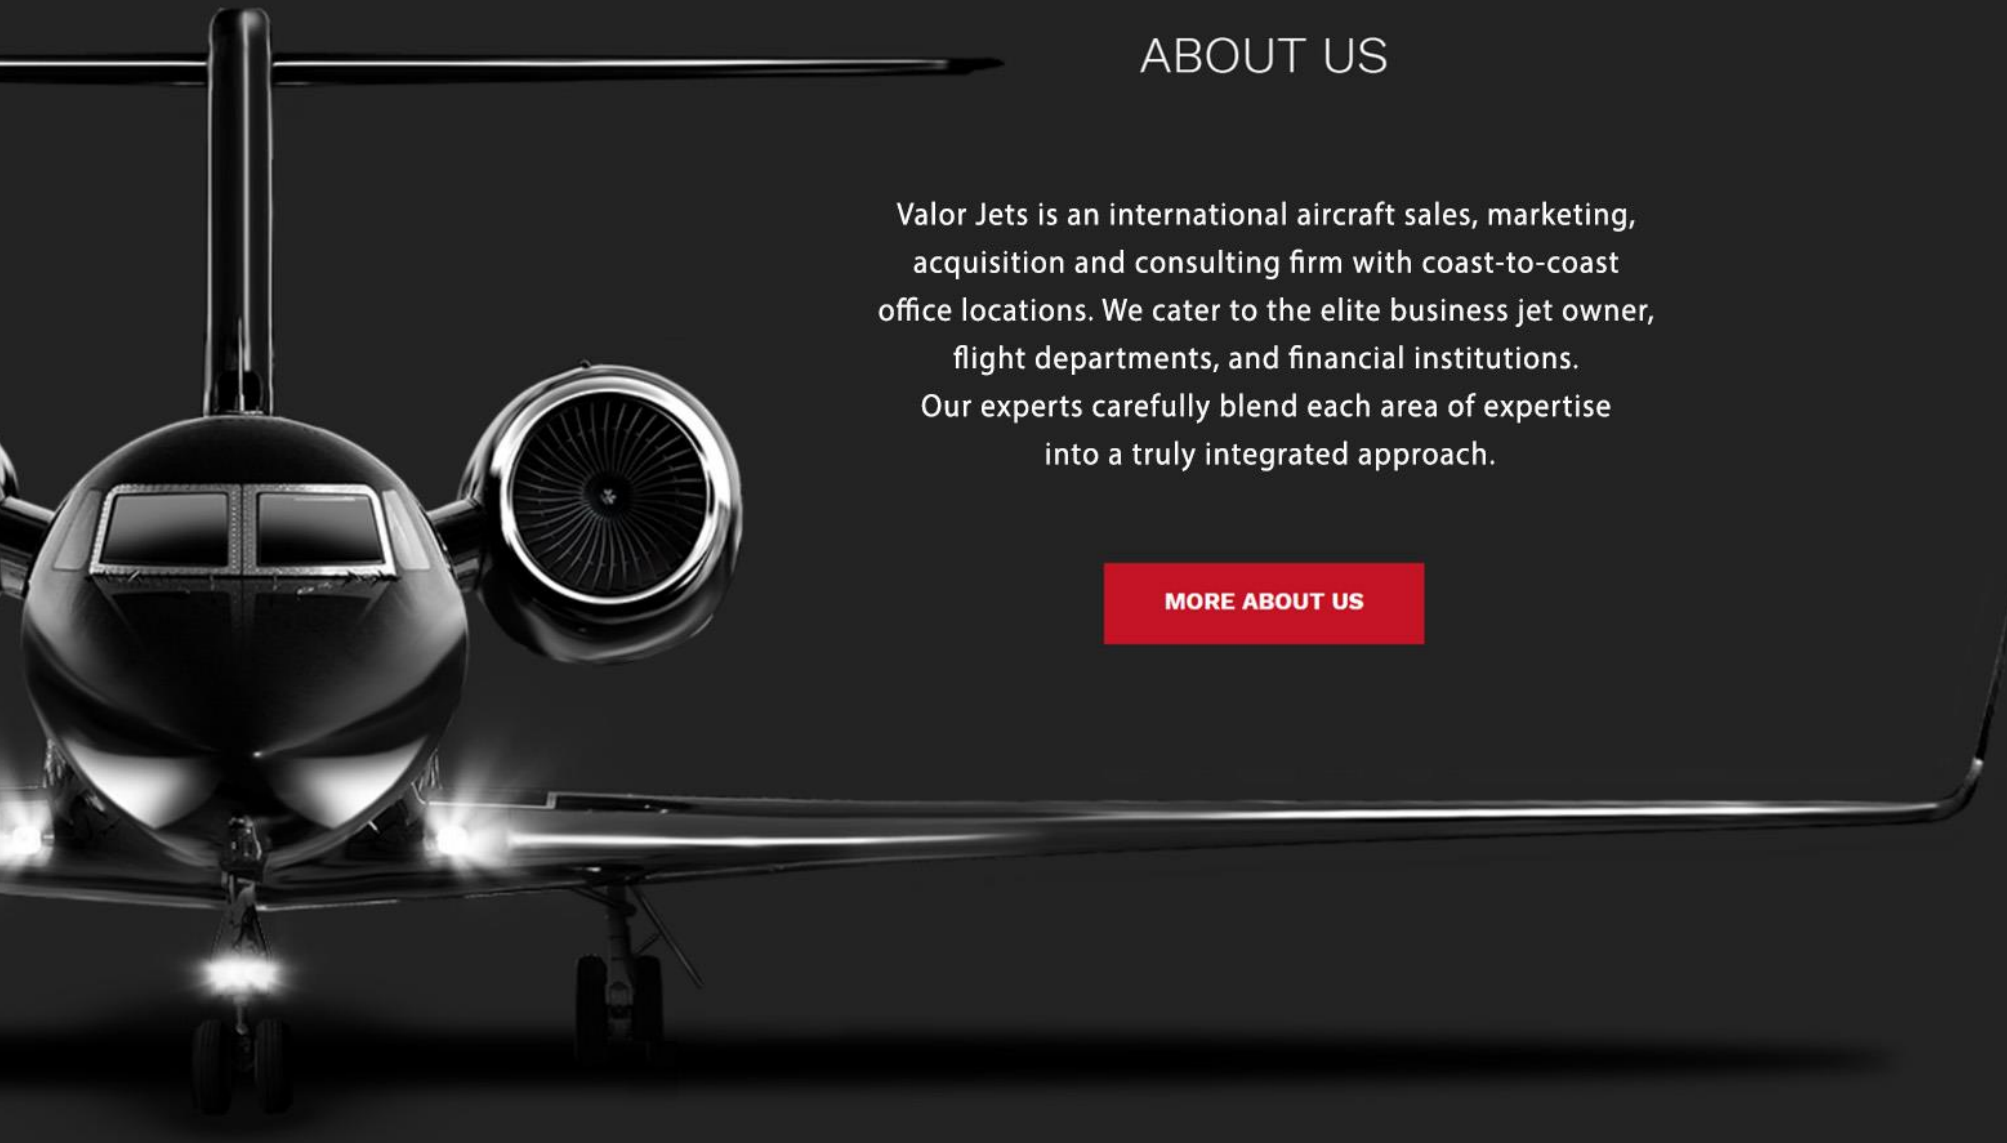 ABOUT US
Valor Jets is an international aircraft sales, marketing,
acquisition and consulting firm with coast-to-coast
office locations. We cater to the elite business jet owner,
flight departments, and financial institutions.
Our experts carefully blend each area of expertise
into a truly integrated approach.
MORE ABOUT US